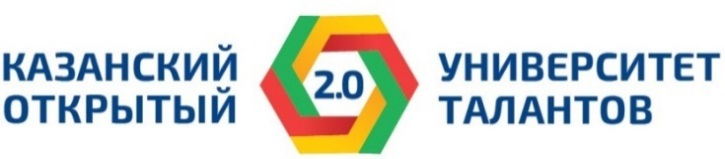 КАЗАНСКИЙ
ОТКРЫТЫЙ
2.0
УНИВЕРСИТЕТ
ТАЛАНТОВ